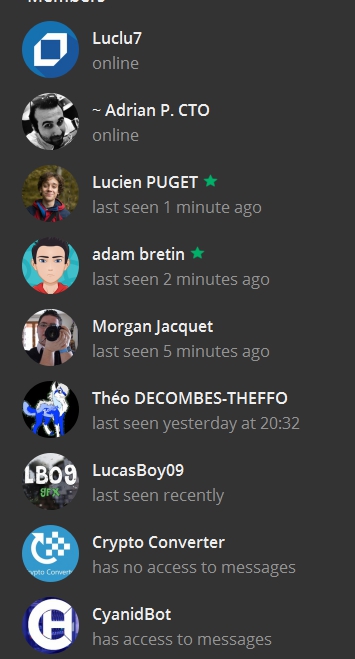 Members
Luclu7
online
~ Adrian P. CTO
online
Lucien PUGET
last seen 1 minute ago
adam bretin
last seen 2 minutes ago
Morgan Jacquet
last seen 5 minutes ago
Théo DECOMBES-THEFFO
last seen yesterday at 20:32
LBO9
gfx
LucasBoy09
last seen recently
Crypto Converter
has no access to messages
ypto Convert
CyanidBot
has access to messages